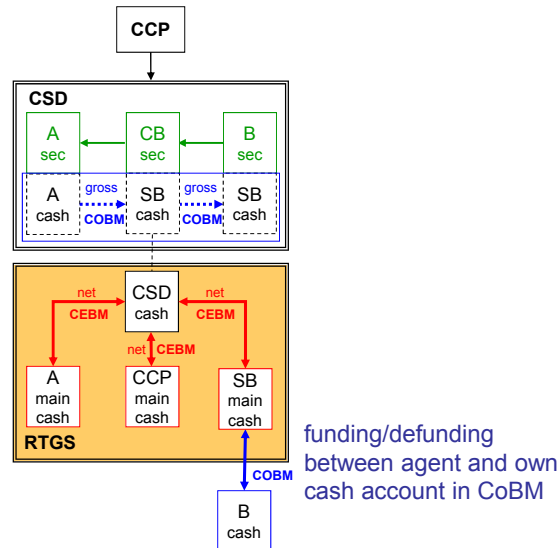 CCP
CSD
A
sec
CB
sec
B
sec
A
cash
gross
COBM
SB
cash
gross
COBM
SB
cash
CSD
cash
net
CEBM
net
CEBM
net CEBM
A
main
cash
CCP
main
cash
SB
main
cash
RTGS
COBM
funding/defunding
between agent and own
cash account in CoBM
B
cash